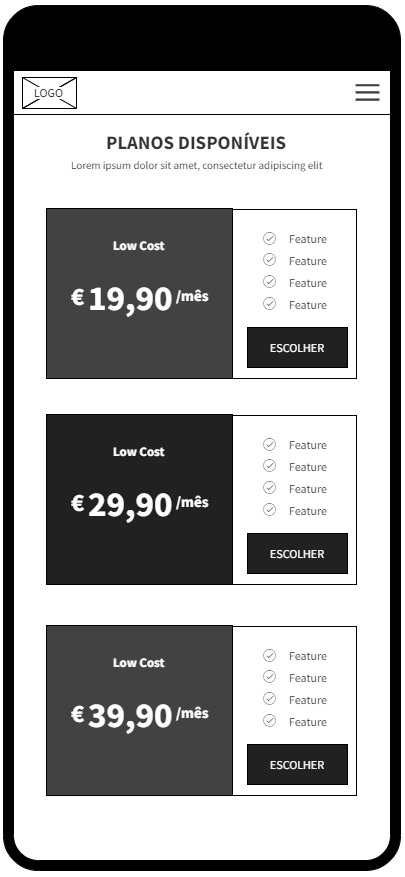 LOGO
PLANOS DISPONÍVEIS
Lorem ipsum dolor sit amet, consectetur adipiscing elit
Low Cost
€ 19,90 /mês
Feature
Feature
Feature
Feature
ESCOLHER
Low Cost
€ 29,90 /mês
Feature
Feature
Feature
Feature
ESCOLHER
Low Cost
€ 39,90 /mês
Feature
Feature
Feature
Feature
ESCOLHER